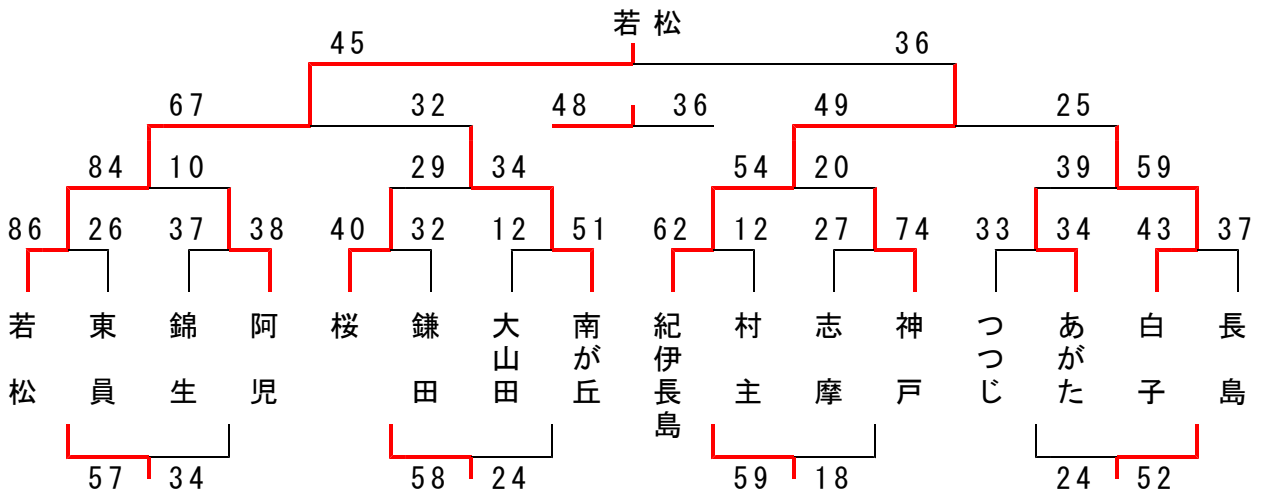 若松
45 36
67 32 48 36 49 25
84 10 29 34 54 20 39 59
86 26 37 38 40 32 12 51 62 12 27 74 33 34 43 37
若松 東員 錦生 阿児 桜 鎌田 大山田 南が丘 紀伊長島 村主 志摩 神戸 つつじ あがた 白子 長島
57 34 58 24 59 18 24 52